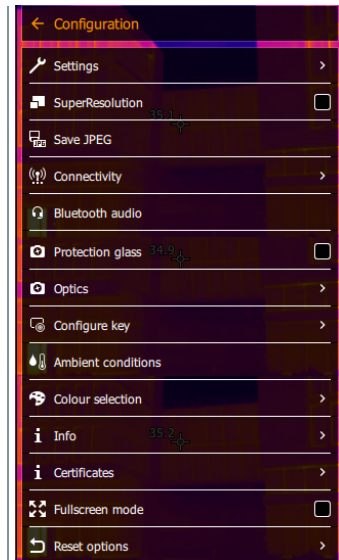 Configuration
Settings
SuperResolution
35.1
JPEG
Save JPEG
Connectivity
Bluetooth audio
Protection glass
34.9
Optics
Configure key
Ambient conditions
Colour selection
Info
35.2
Certificates
Fullscreen mode
Reset options